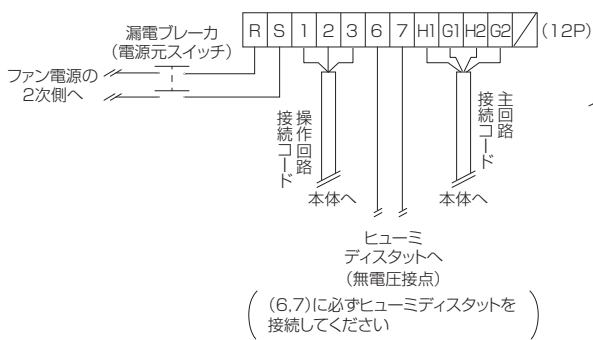 漏電ブレーカ
(電源元スイッチ)
R S 1 2 3 6 7 H1 G1 H2 G2 (12P)
ファン電源の
2次側へ
操作回路
接続コード
主回路
接続コード
本体へ
本体へ
ヒューミ
ディスタットへ
(無電圧接点)
(6,7)に必ずヒューミディスタットを
接続してください